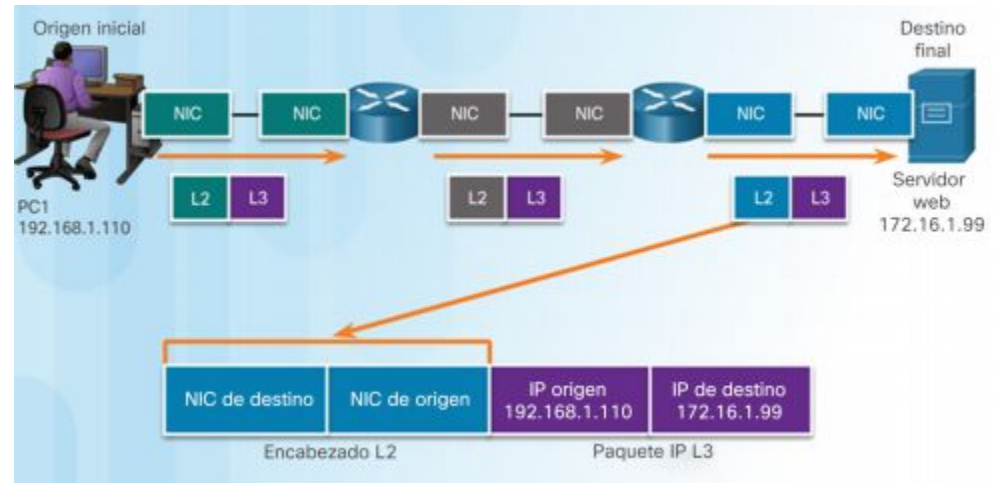 Origen inicial
Destino
final
NIC
NIC
NIC
NIC
NIC
NIC
L2
L3
L2
L3
L2
L3
PC1
192.168.1.110
Servidor
web
172.16.1.99
NIC de destino
NIC de origen
IP origen
192.168.1.110
IP de destino
172.16.1.99
Encabezado L2
Paquete IP L3